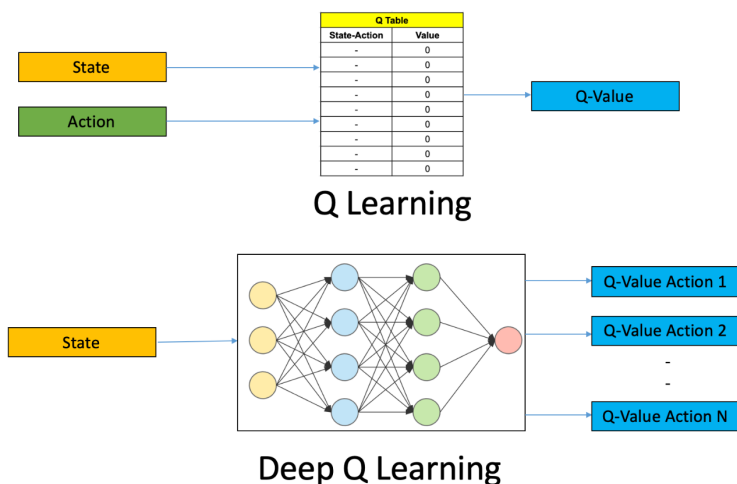 Q Table
State-Action Value
- 0
- 0
- 0
- 0
- 0
- 0
- 0
- 0
- 0
State
Action
Q-Value
Q Learning
State
Q-Value Action 1
Q-Value Action 2
-
-
Q-Value Action N
Deep Q Learning